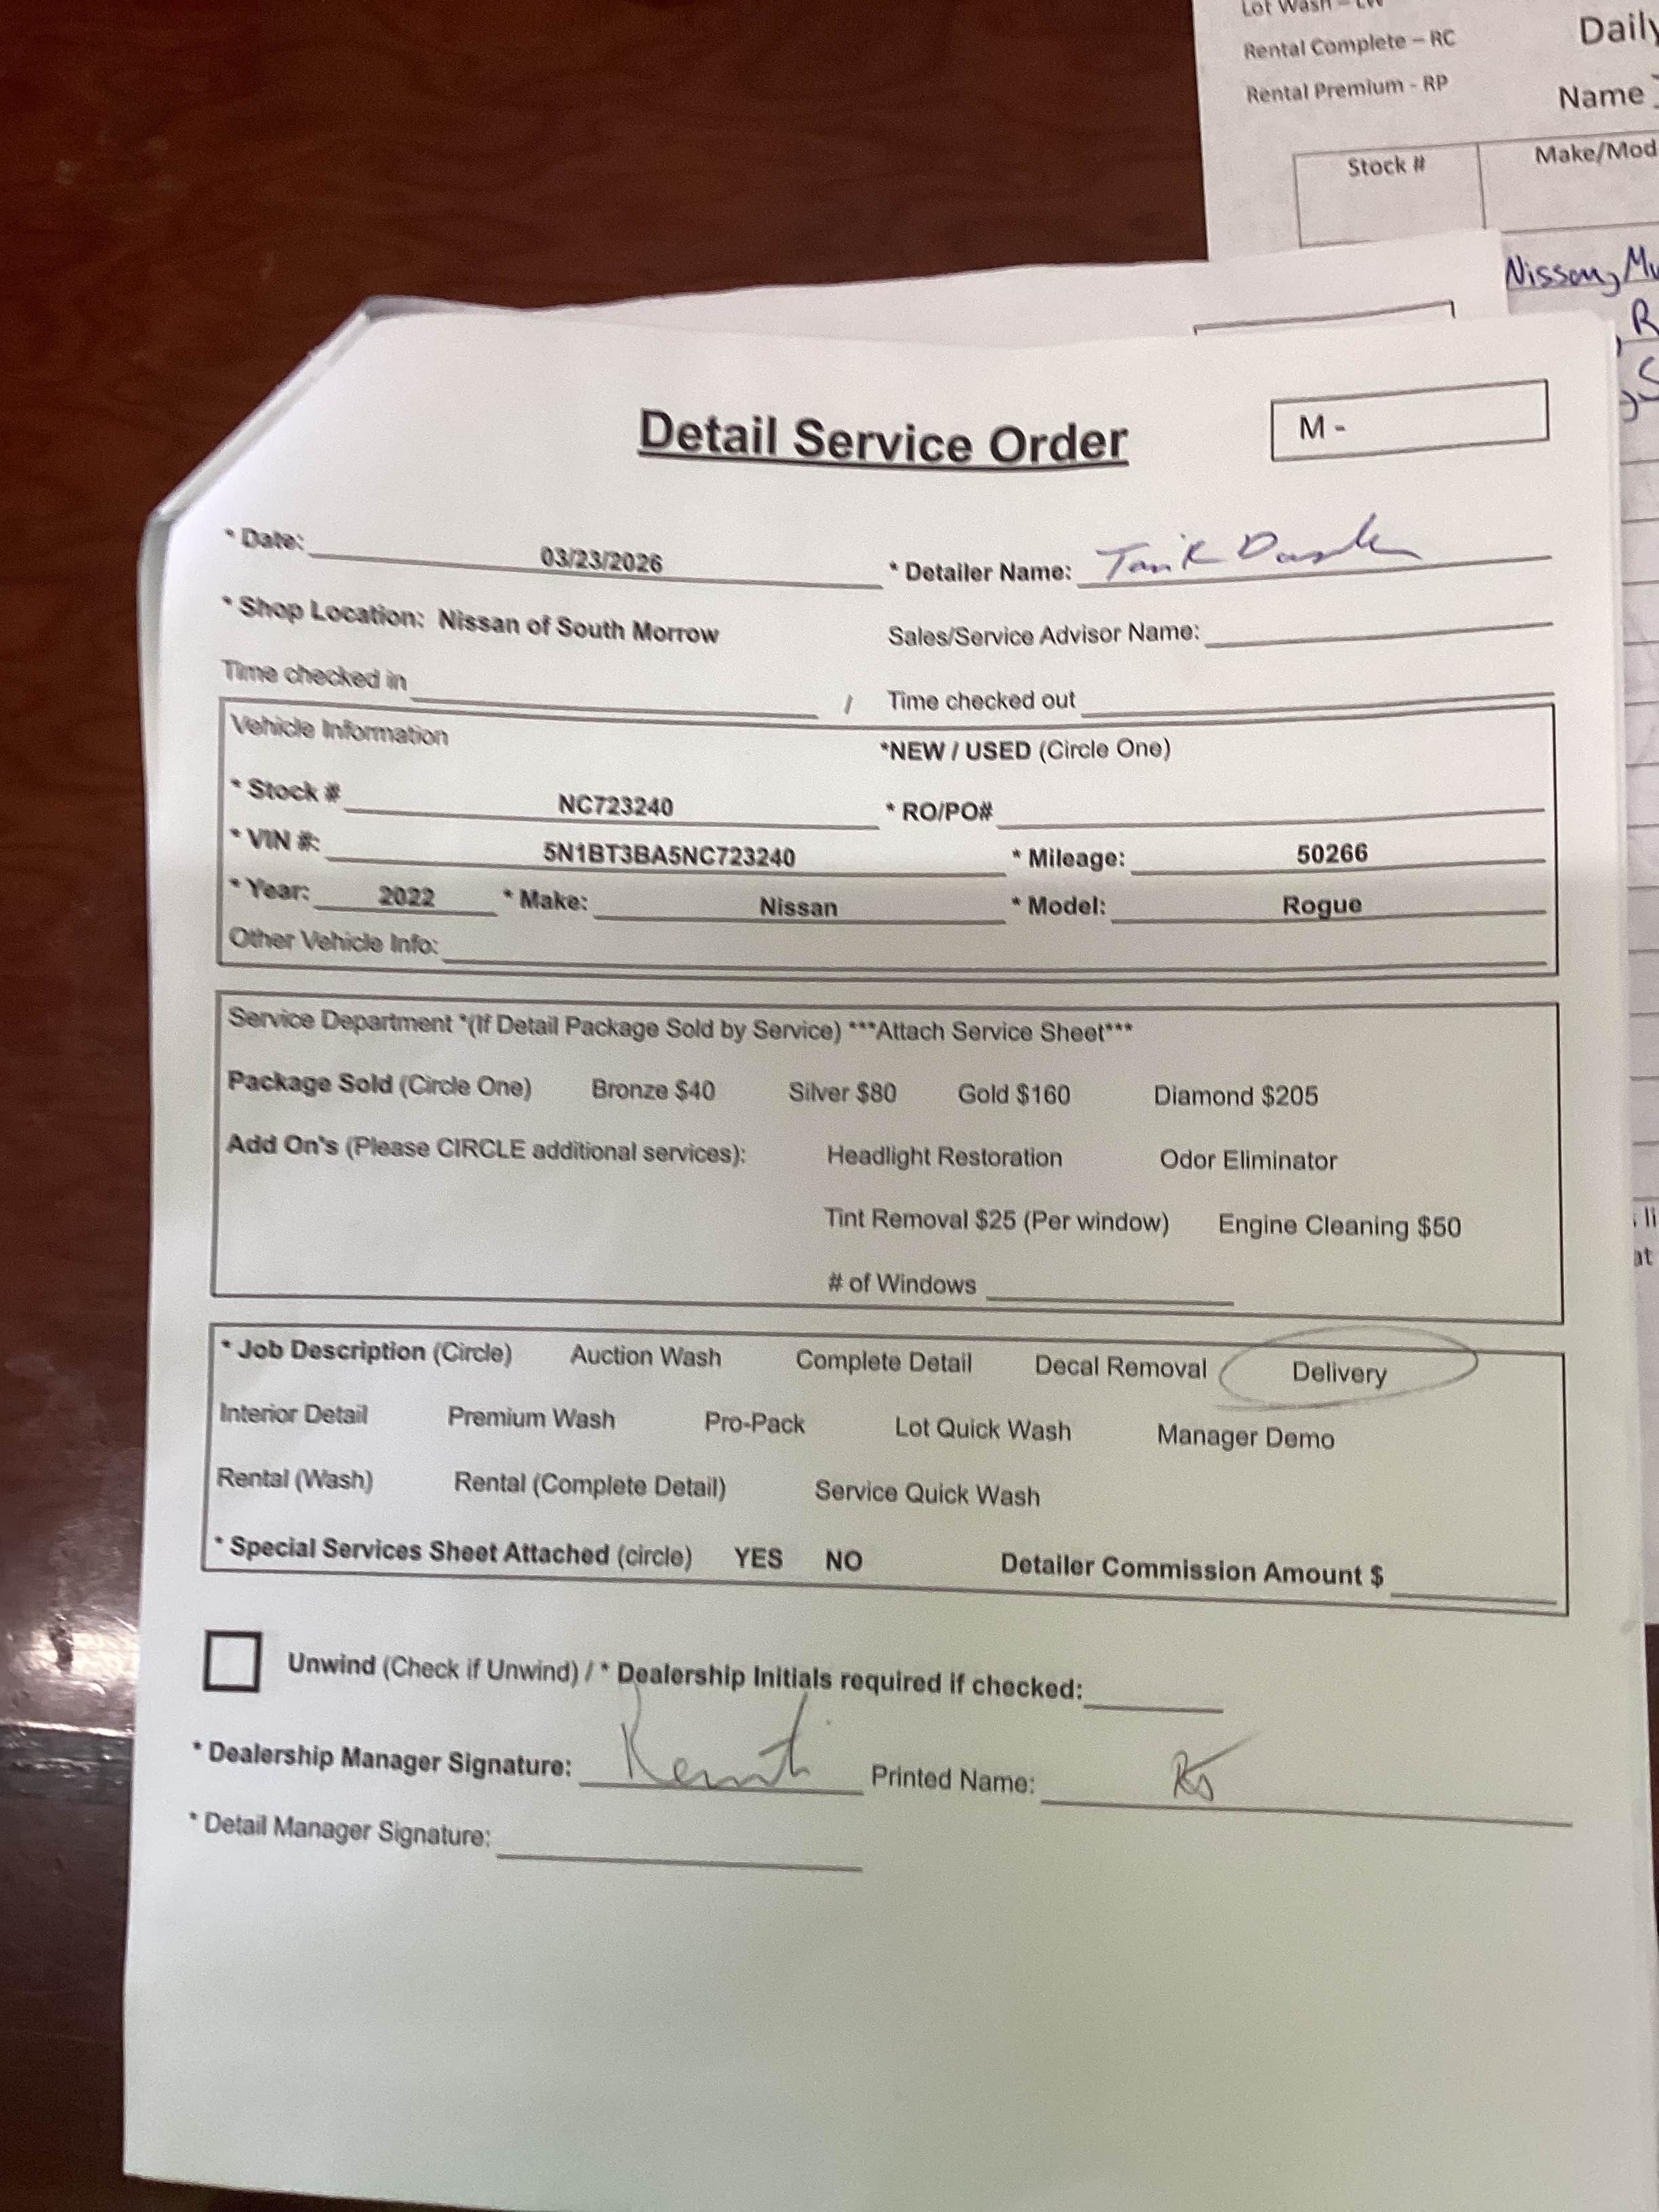 Lot Wash – LW
Rental Complete – RC
Rental Premium - RP
Daily
Name
Stock #
Make/Mod
Nissan, Mu
R
S
Detail Service Order
M -
* Date: 03/23/2026
* Detailer Name: Tarik
* Shop Location: Nissan of South Morrow
Sales/Service Advisor Name:
Time checked in / Time checked out
Vehicle Information
*NEW / USED (Circle One)
* Stock # NC723240
* RO/PO#
* VIN #: 5N1BT3BA5NC723240
* Mileage: 50266
* Year: 2022 * Make: Nissan * Model: Rogue
Other Vehicle Info:
Service Department *(If Detail Package Sold by Service) ***Attach Service Sheet***
Package Sold (Circle One) Bronze $40 Silver $80 Gold $160 Diamond $205
Add On's (Please CIRCLE additional services): Headlight Restoration Odor Eliminator
Tint Removal $25 (Per window) Engine Cleaning $50
# of Windows
* Job Description (Circle) Auction Wash Complete Detail Decal Removal Delivery
Interior Detail Premium Wash Pro-Pack Lot Quick Wash Manager Demo
Rental (Wash) Rental (Complete Detail) Service Quick Wash
* Special Services Sheet Attached (circle) YES NO Detailer Commission Amount $
Unwind (Check if Unwind) / * Dealership Initials required if checked:
* Dealership Manager Signature: Printed Name:
* Detail Manager Signature:
li
at